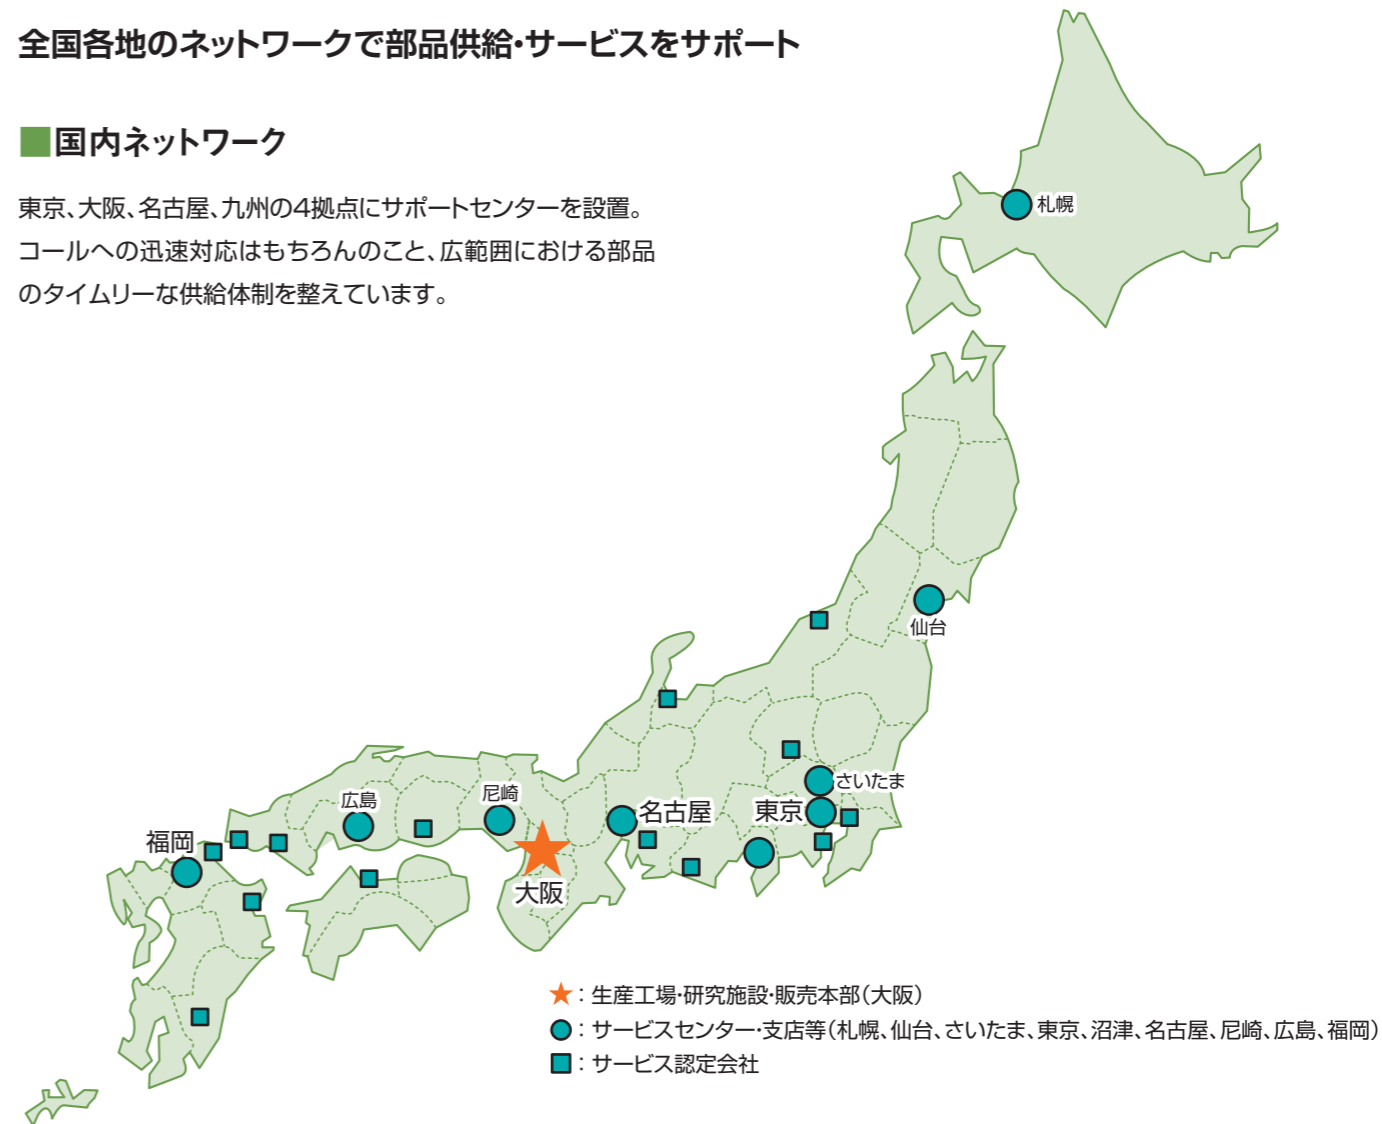 全国各地のネットワークで部品供給・サービスをサポート
■国内ネットワーク
東京、大阪、名古屋、九州の4拠点にサポートセンターを設置。
コールへの迅速対応はもちろんのこと、広範囲における部品
のタイムリーな供給体制を整えています。
札幌
仙台
さいたま
東京
名古屋
尼崎
広島
福岡
大阪
★：生産工場・研究施設・販売本部（大阪）
●：サービスセンター・支店等（札幌、仙台、さいたま、東京、沼津、名古屋、尼崎、広島、福岡）
■：サービス認定会社